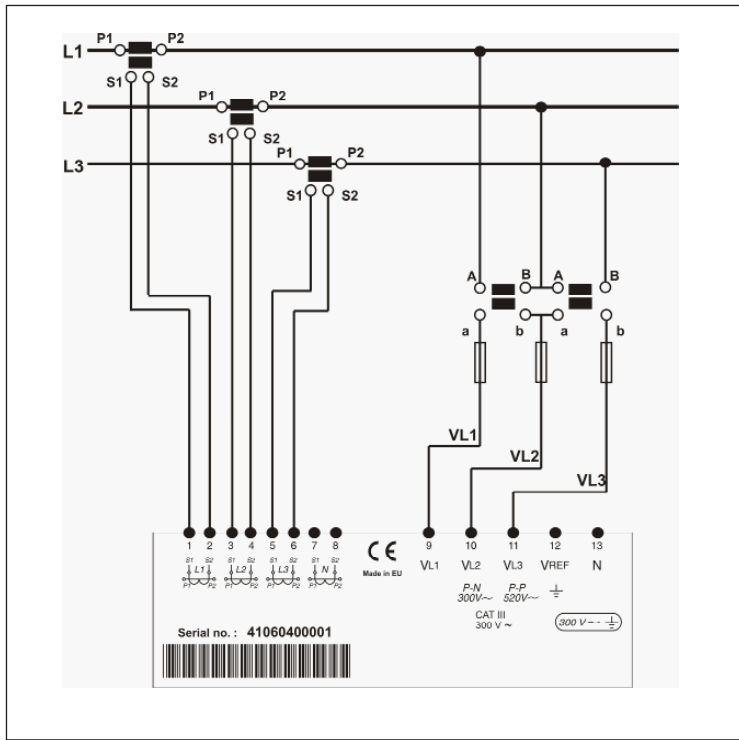 L1 P1 P2
S1 S2
L2 P1 P2
S1 S2
L3 P1 P2
S1 S2
A B A B
a b a b
VL1
VL2
VL3
1 2 3 4 5 6 7 8 9 10 11 12 13
S1 S2 S1 S2 S1 S2 S1 S2
L1 L2 L3 N
P1 P2 P1 P2 P1 P2 P1 P2
CE
Made in EU
VL1 VL2 VL3 VREF N
P-N P-P
300V~ 520V~
CAT III
300 V ~
300 V ~ -
Serial no. : 41060400001